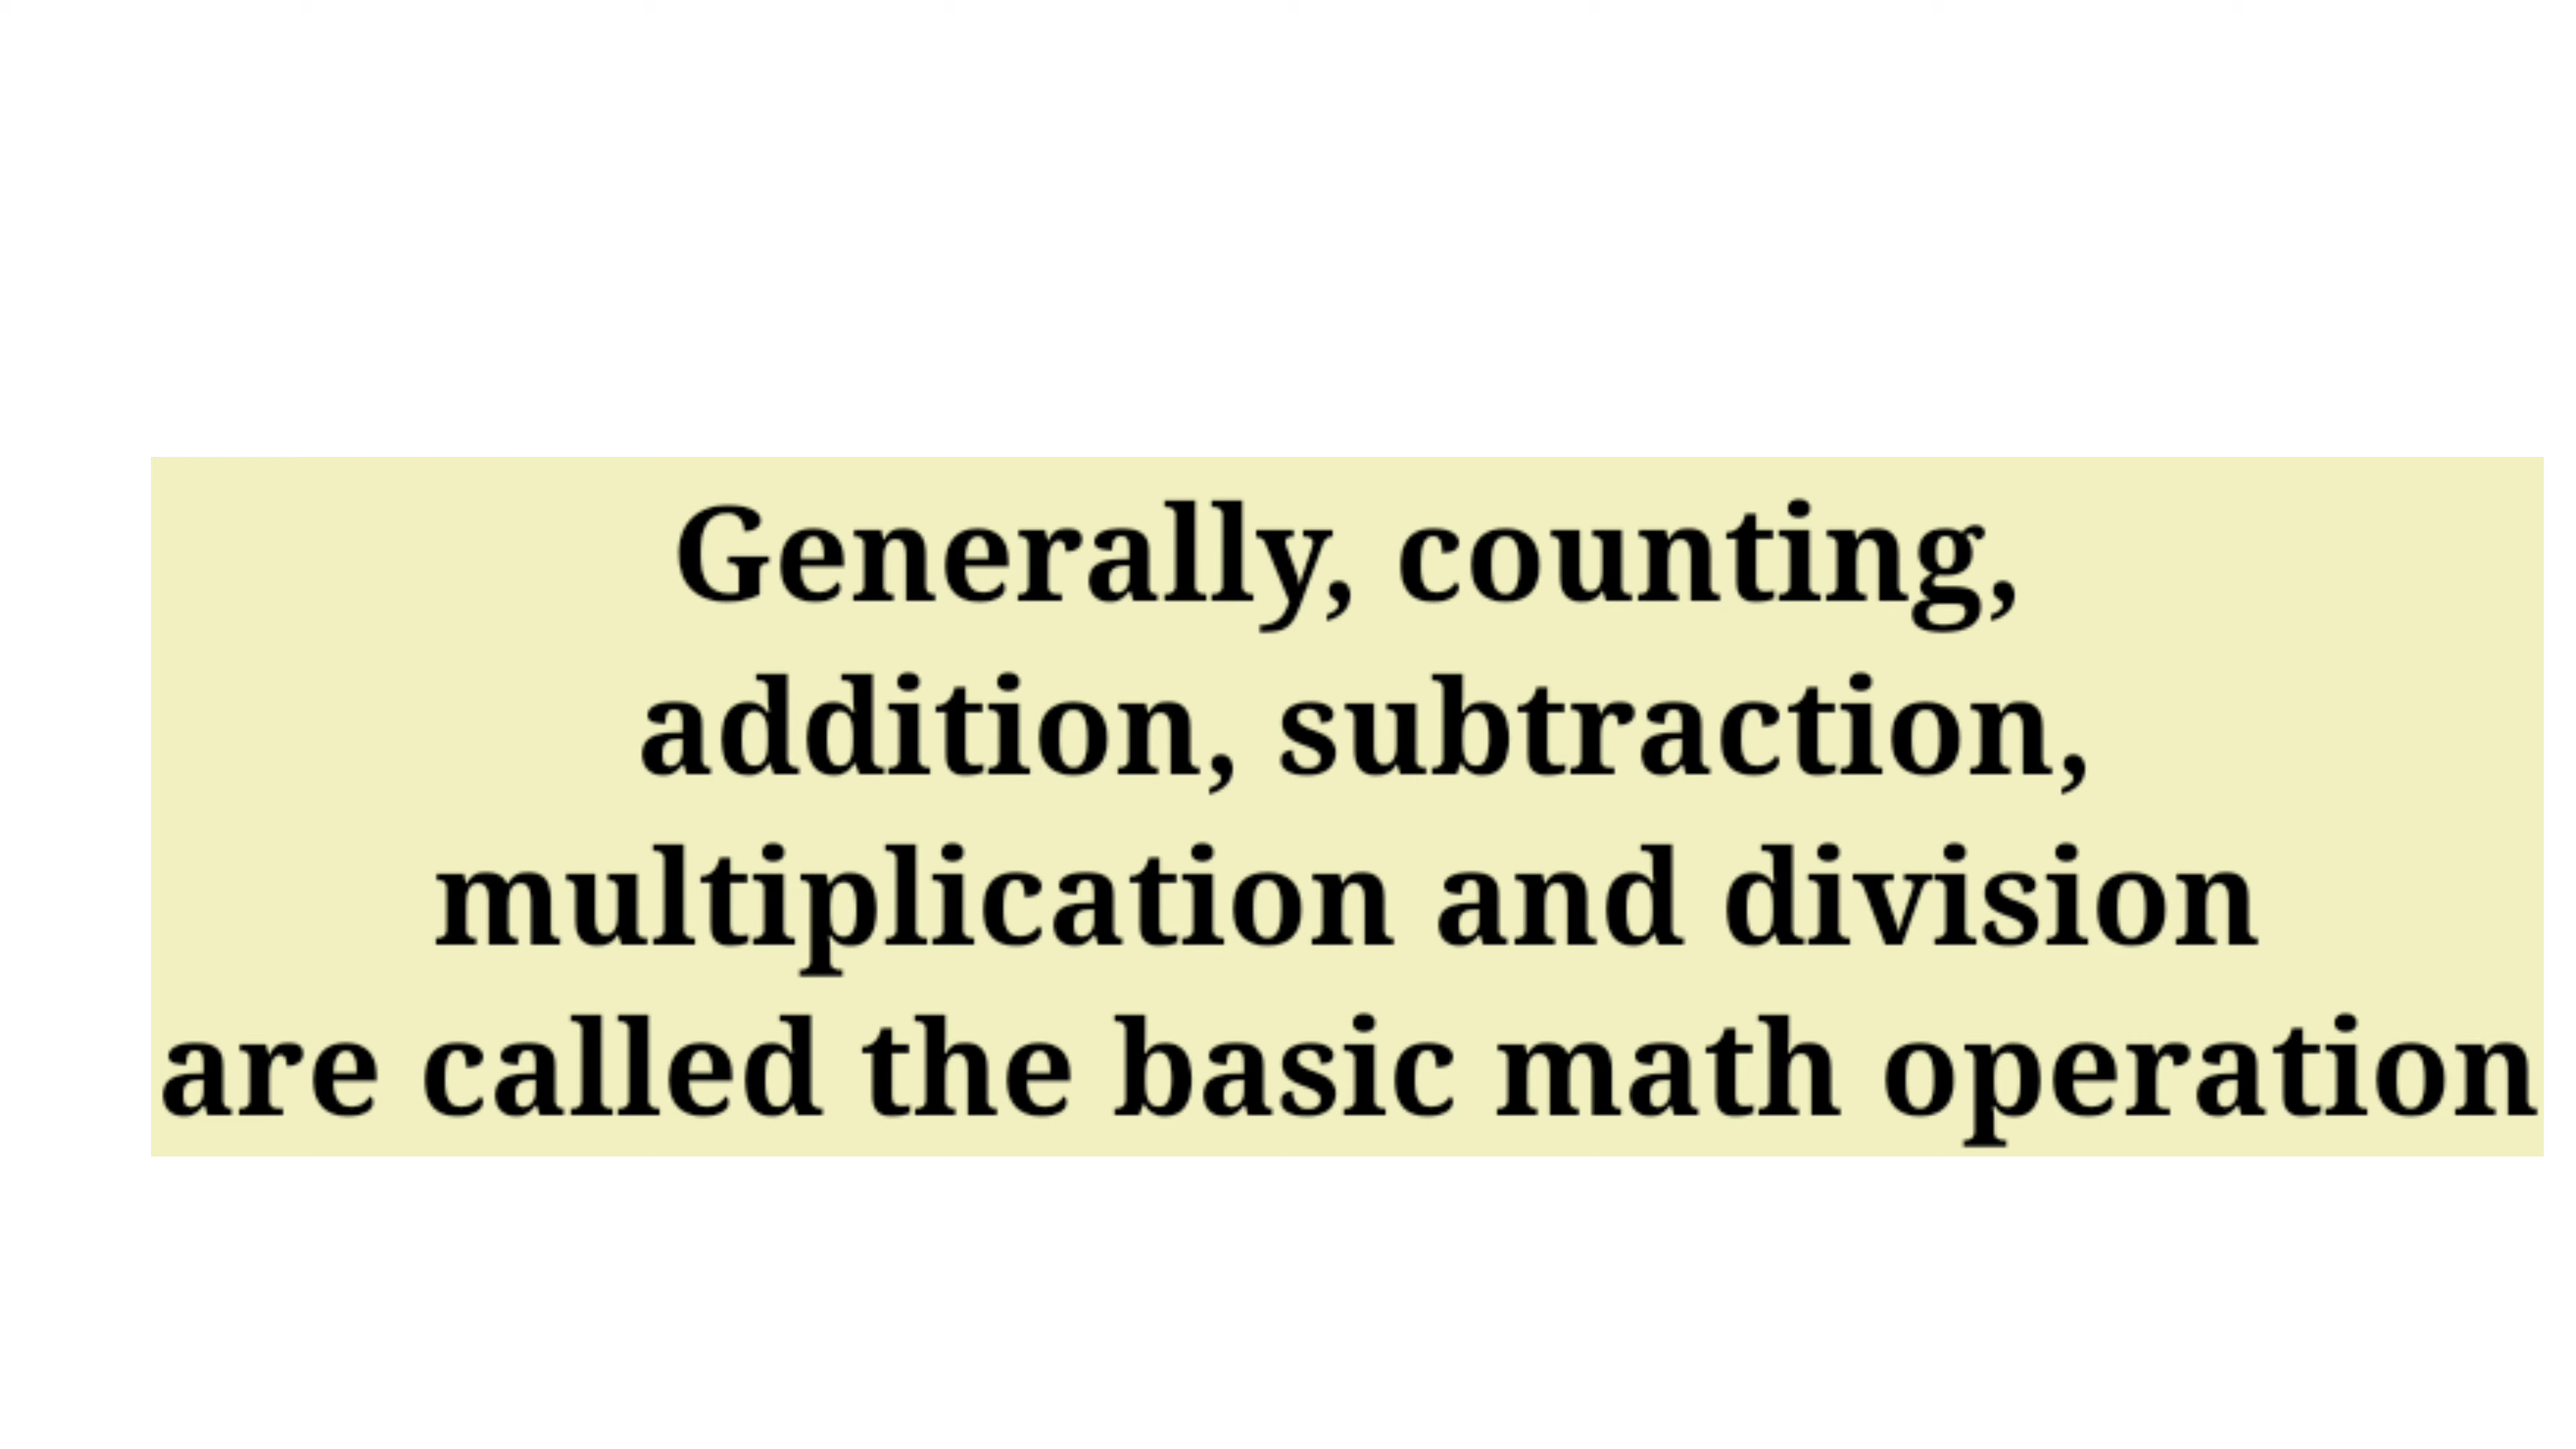 Generally, counting,
addition, subtraction,
multiplication and division
are called the basic math operation